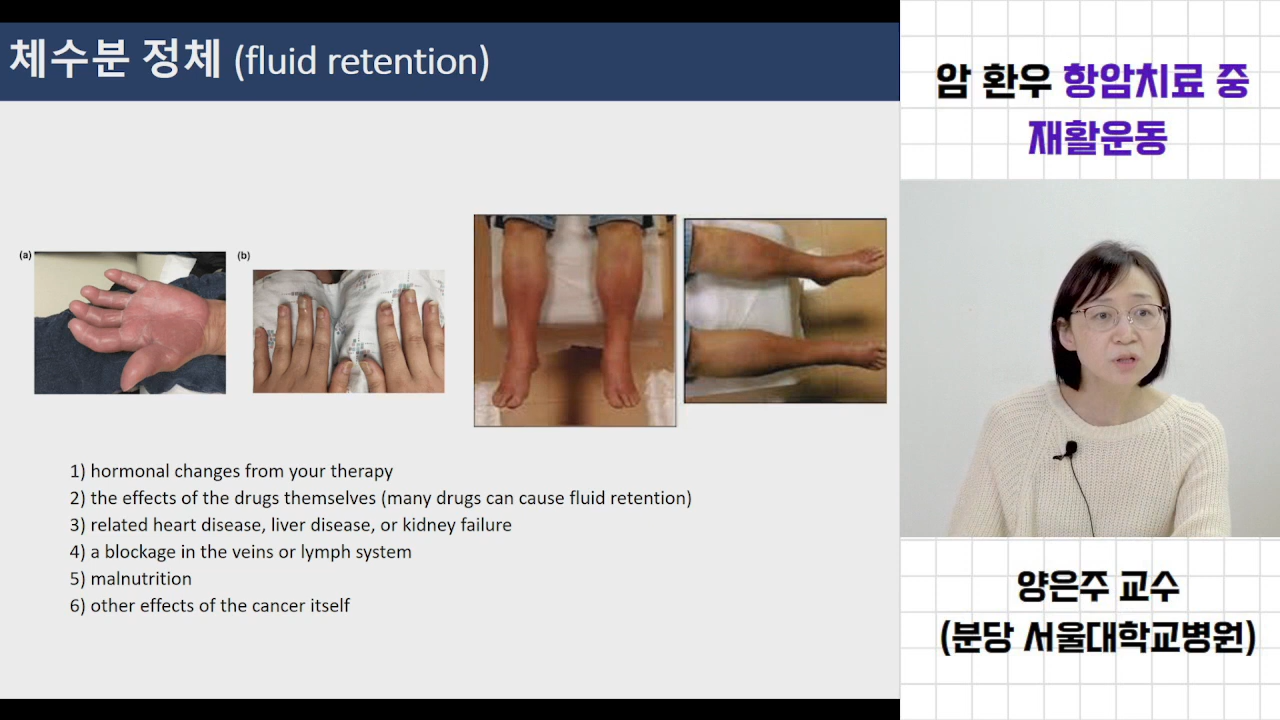 체수분 정체 (fluid retention)
(a)
(b)
1) hormonal changes from your therapy
2) the effects of the drugs themselves (many drugs can cause fluid retention)
3) related heart disease, liver disease, or kidney failure
4) a blockage in the veins or lymph system
5) malnutrition
6) other effects of the cancer itself
암 환우 항암치료 중
재활운동
양은주 교수
(분당 서울대학교병원)